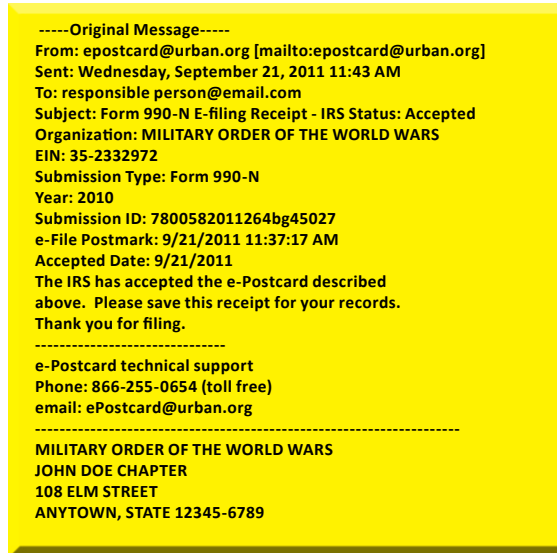 -----Original Message-----
From: epostcard@urban.org [mailto:epostcard@urban.org]
Sent: Wednesday, September 21, 2011 11:43 AM
To: responsible person@email.com
Subject: Form 990-N E-filing Receipt - IRS Status: Accepted
Organization: MILITARY ORDER OF THE WORLD WARS
EIN: 35-2332972
Submission Type: Form 990-N
Year: 2010
Submission ID: 7800582011264bg45027
e-File Postmark: 9/21/2011 11:37:17 AM
Accepted Date: 9/21/2011
The IRS has accepted the e-Postcard described
above.  Please save this receipt for your records.
Thank you for filing.
-------------------------------
e-Postcard technical support
Phone: 866-255-0654 (toll free)
email: ePostcard@urban.org
---------------------------------------------------------------------
MILITARY ORDER OF THE WORLD WARS
JOHN DOE CHAPTER
108 ELM STREET
ANYTOWN, STATE 12345-6789